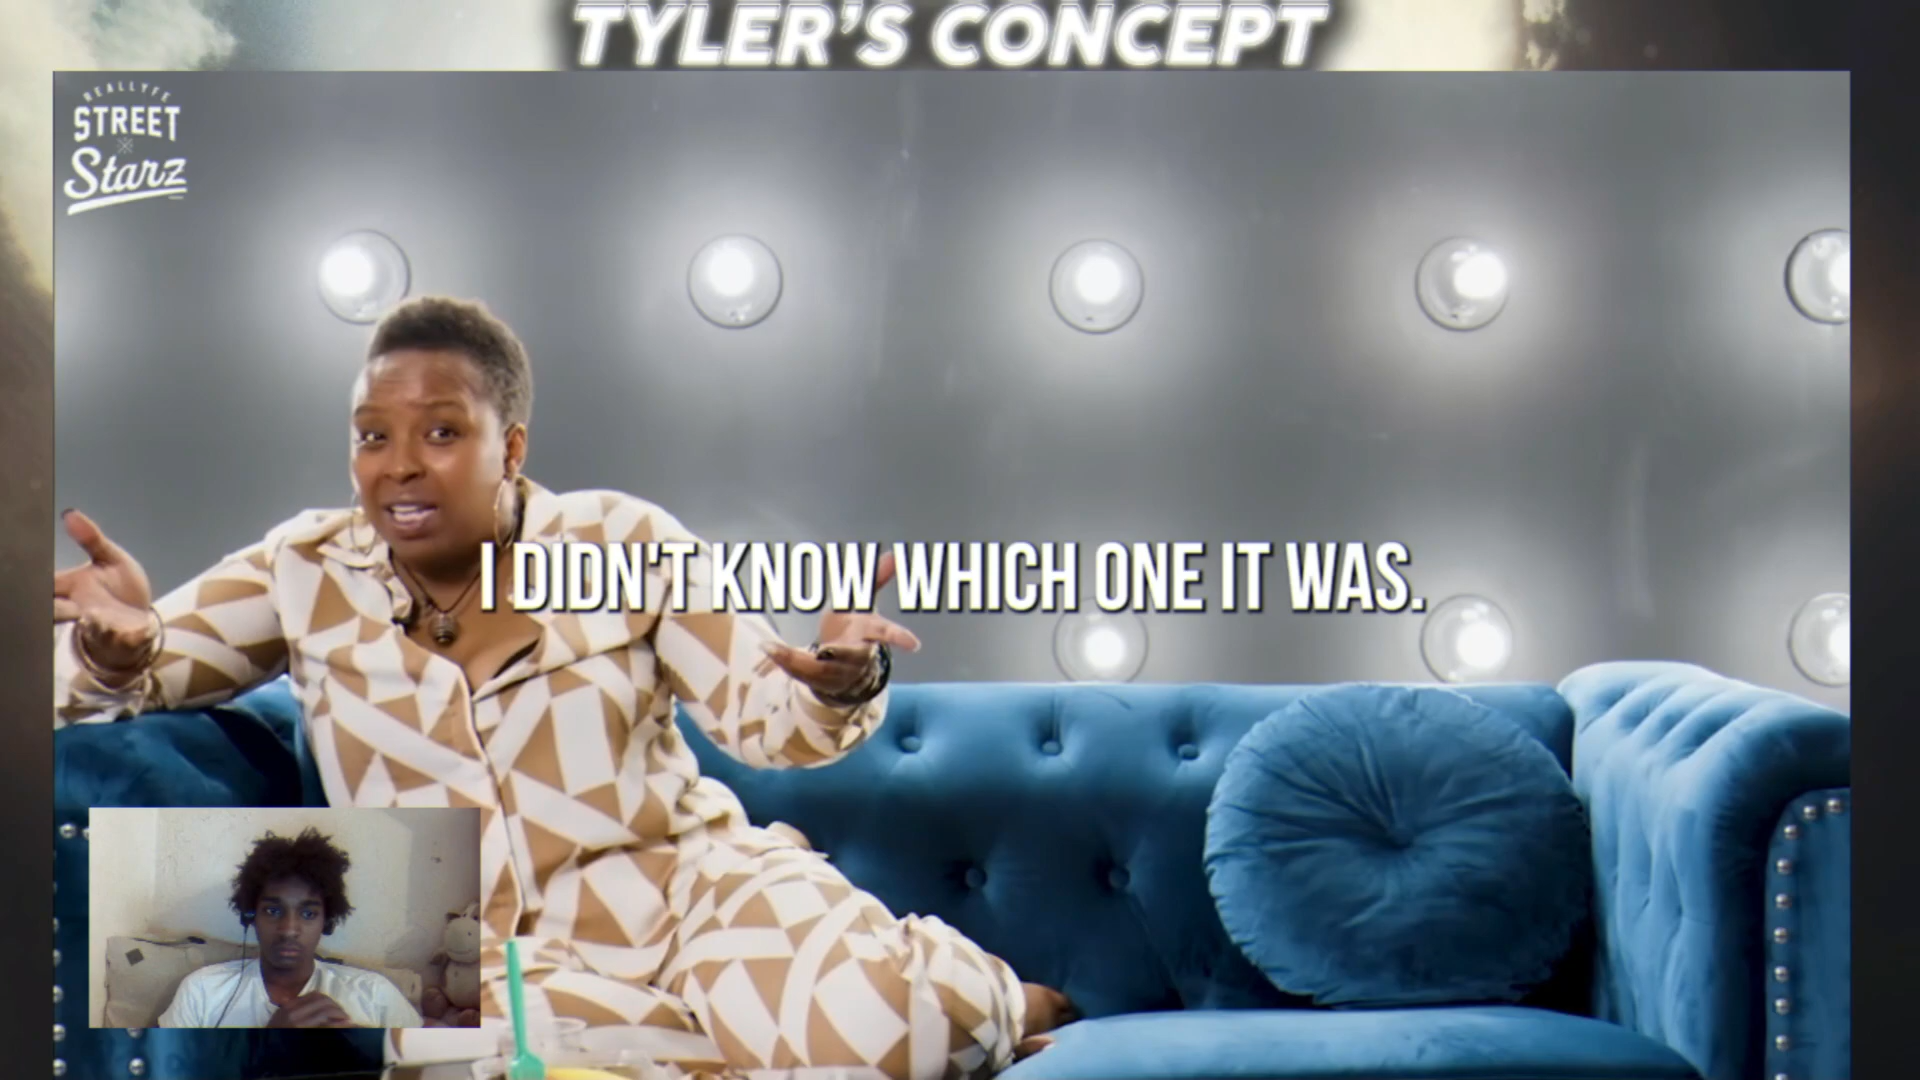 TYLER'S CONCEPT
REALLYFE
STREET
Starz
I DIDN'T KNOW WHICH ONE IT WAS.